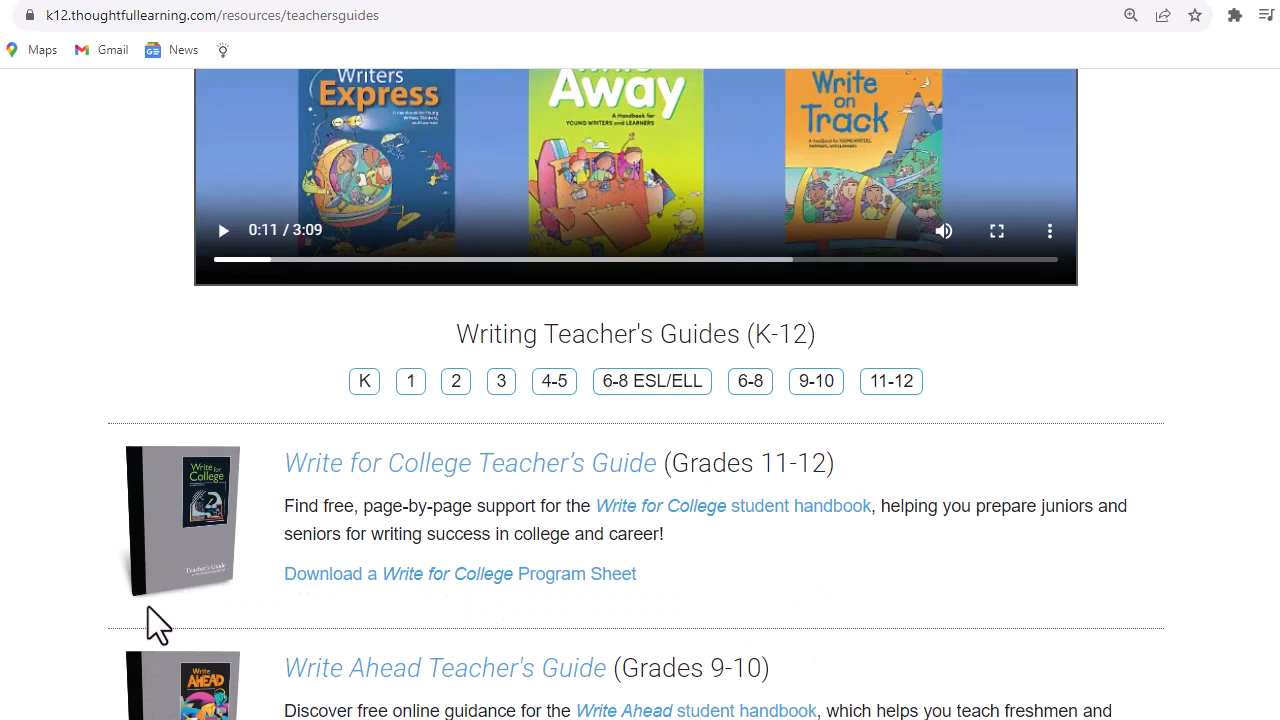 k12.thoughtfullearning.com/resources/teachersguides
Maps Gmail News
Writers Express
Away
A Handbook for
YOUNG WRITERS and LEARNERS
Write on Track
0:11 / 3:09
Writing Teacher's Guides (K-12)
K 1 2 3 4-5 6-8 ESL/ELL 6-8 9-10 11-12
Write for College
Teacher's Guide
Write for College Teacher’s Guide (Grades 11-12)
Find free, page-by-page support for the Write for College student handbook, helping you prepare juniors and
seniors for writing success in college and career!
Download a Write for College Program Sheet
Write AHEAD
Write Ahead Teacher's Guide (Grades 9-10)
Discover free online guidance for the Write Ahead student handbook, which helps you teach freshmen and